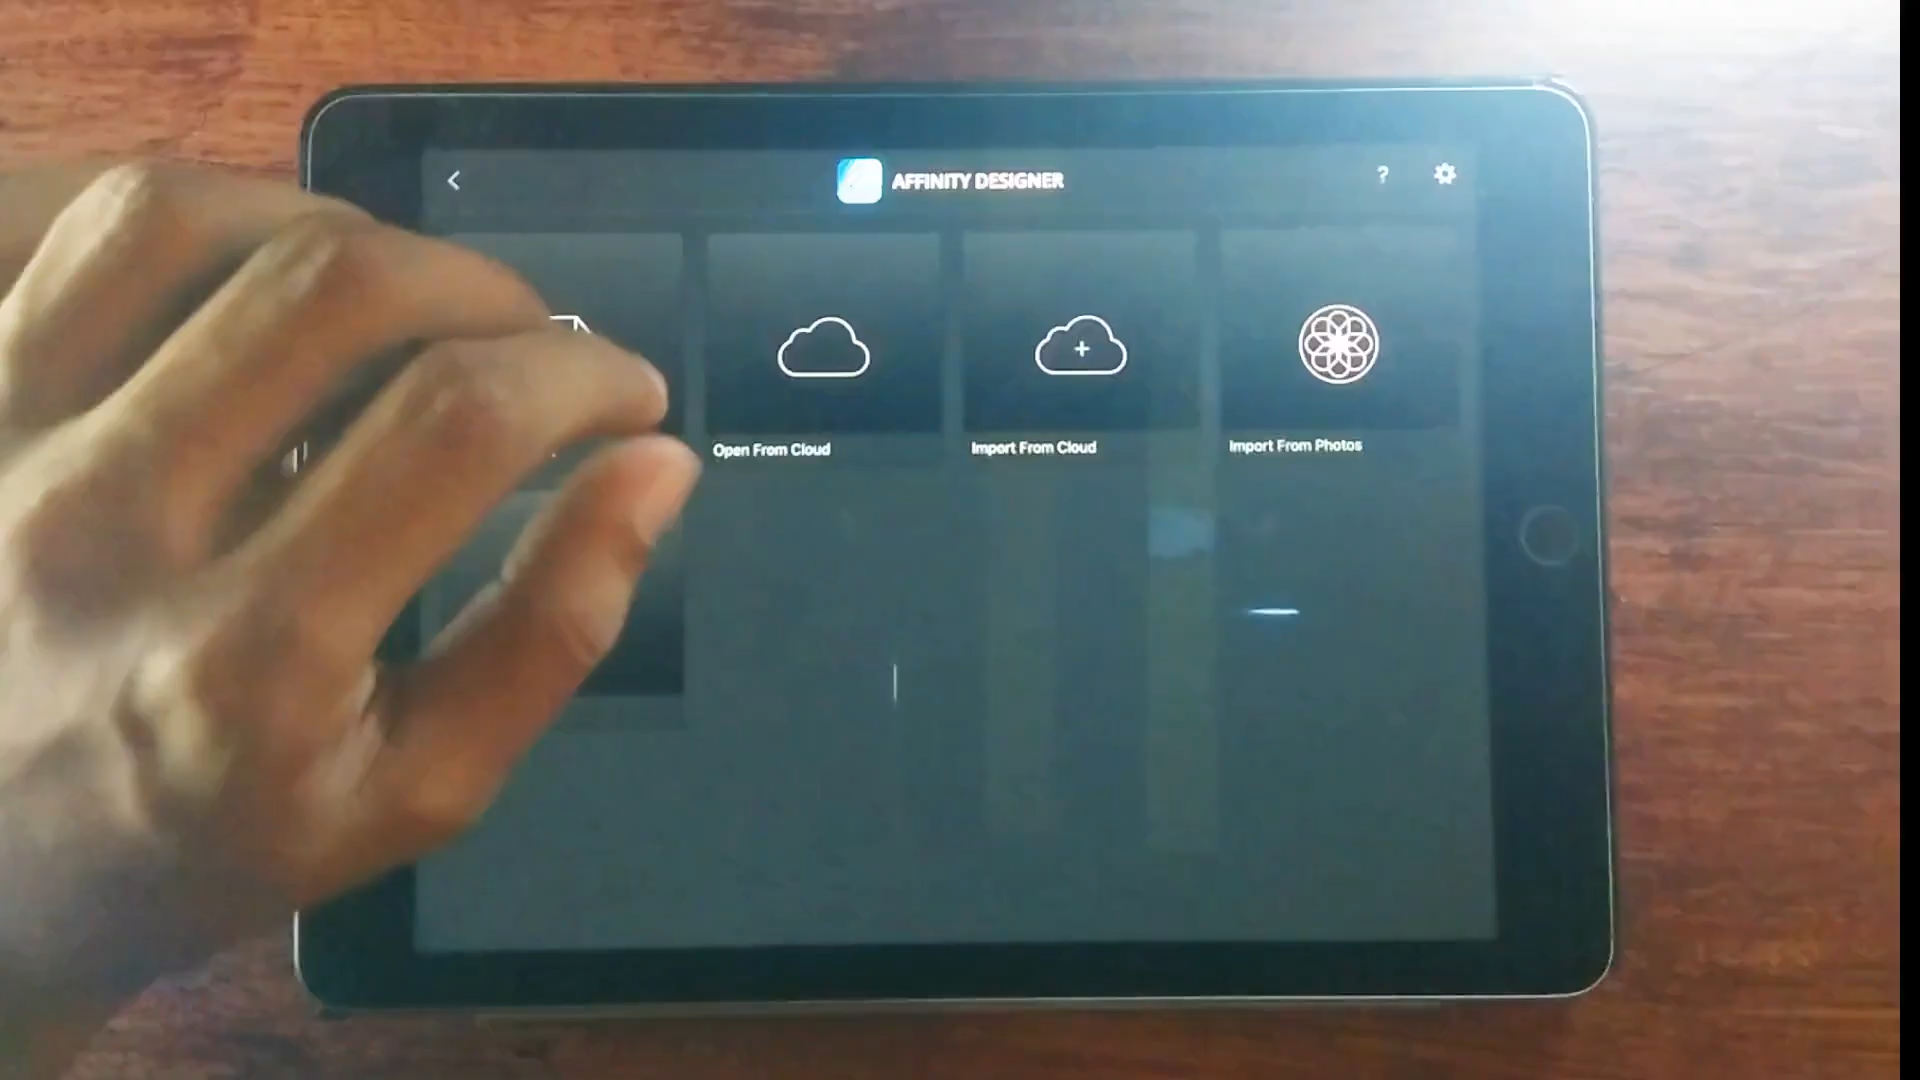 AFFINITY DESIGNER
?
Open From Cloud
Import From Cloud
Import From Photos